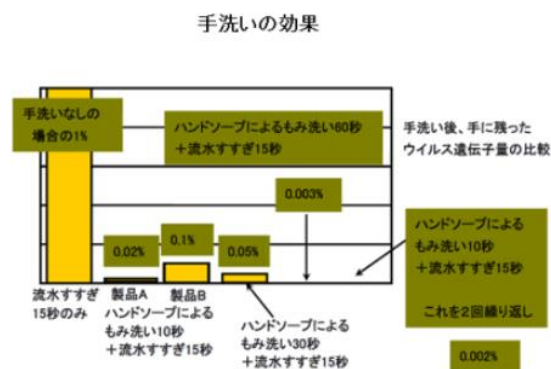 手洗いの効果
手洗いなしの
場合の1%
ハンドソープによるもみ洗い60秒
+流水すすぎ15秒
手洗い後、手に残った
ウイルス遺伝子量の比較
0.003%
0.02%
0.1%
0.05%
ハンドソープによる
もみ洗い10秒
+流水すすぎ15秒
これを2回繰り返し
0.002%
流水すすぎ
15秒のみ
製品A
製品B
ハンドソープによる
もみ洗い10秒
+流水すすぎ15秒
ハンドソープによる
もみ洗い30秒
+流水すすぎ15秒